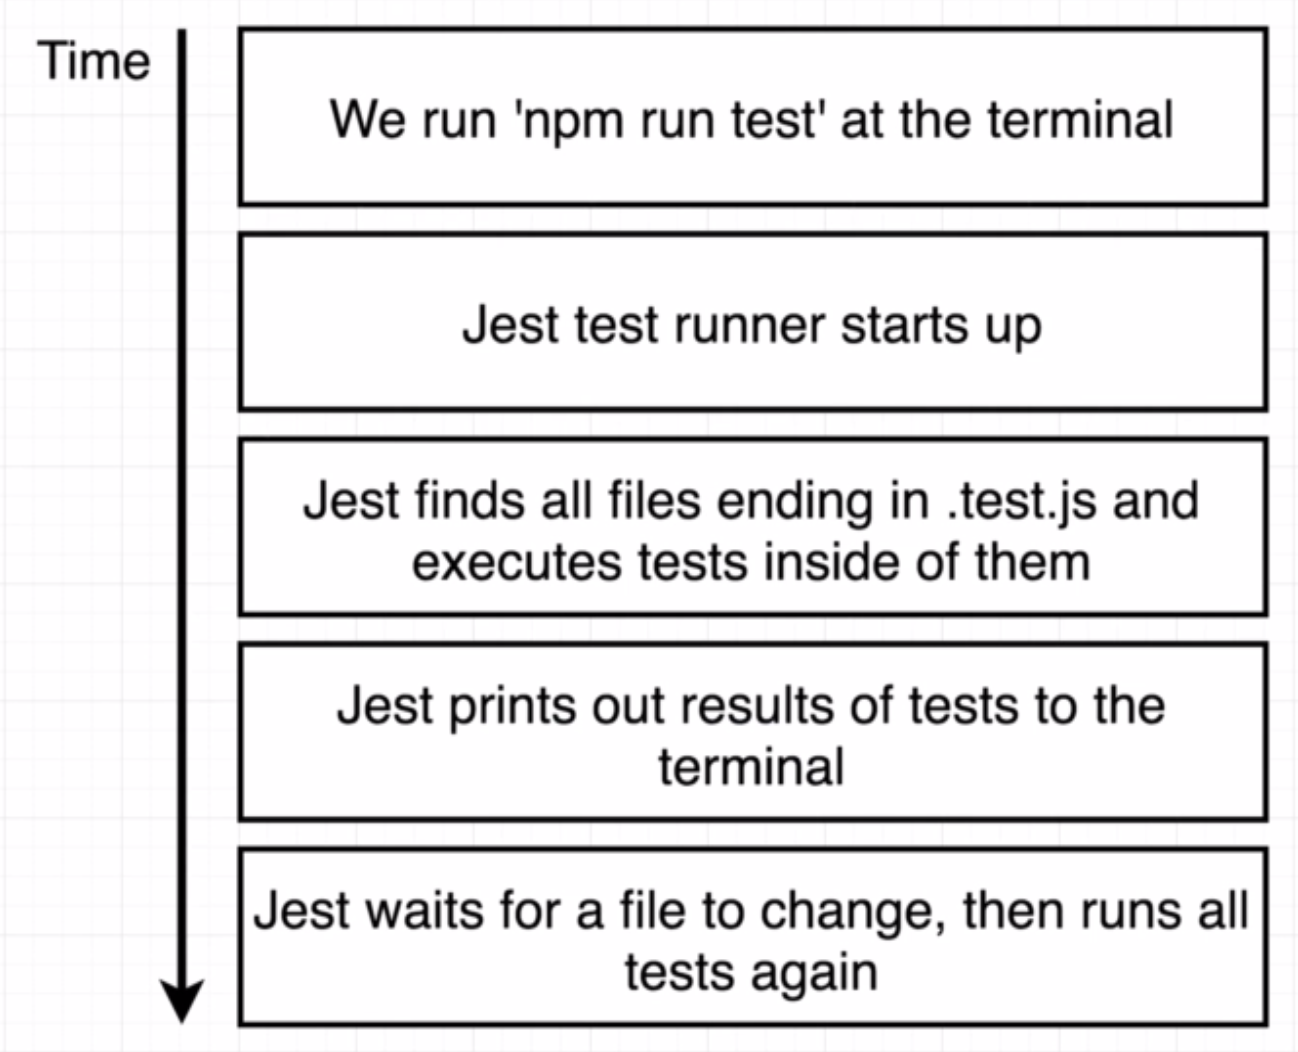 Time
We run 'npm run test' at the terminal
Jest test runner starts up
Jest finds all files ending in .test.js and
executes tests inside of them
Jest prints out results of tests to the
terminal
Jest waits for a file to change, then runs all
tests again